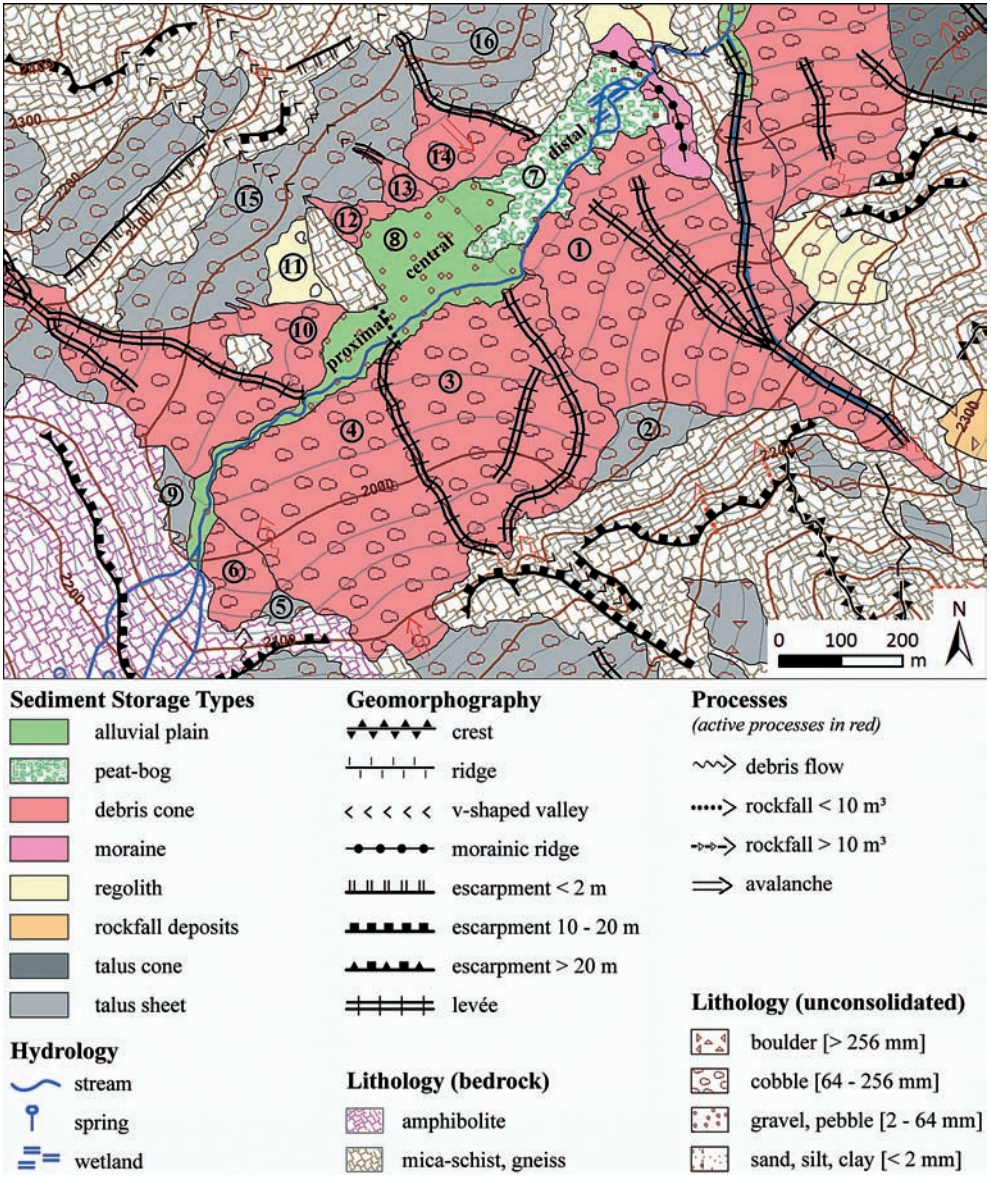 16
1900
2400
2300
2200
distal
14
7
15
2100
13
12
8
central
1
11
10
proximal
3
4
2
2300
2200
2000
9
6
5
2200
2100
N
0 100 200
m
Sediment Storage Types
alluvial plain
peat-bog
debris cone
moraine
regolith
rockfall deposits
talus cone
talus sheet
Hydrology
stream
spring
wetland
Geomorphography
crest
ridge
v-shaped valley
morainic ridge
escarpment < 2 m
escarpment 10 - 20 m
escarpment > 20 m
levée
Lithology (bedrock)
amphibolite
mica-schist, gneiss
Processes
(active processes in red)
debris flow
rockfall < 10 m³
rockfall > 10 m³
avalanche
Lithology (unconsolidated)
boulder [> 256 mm]
cobble [64 - 256 mm]
gravel, pebble [2 - 64 mm]
sand, silt, clay [< 2 mm]